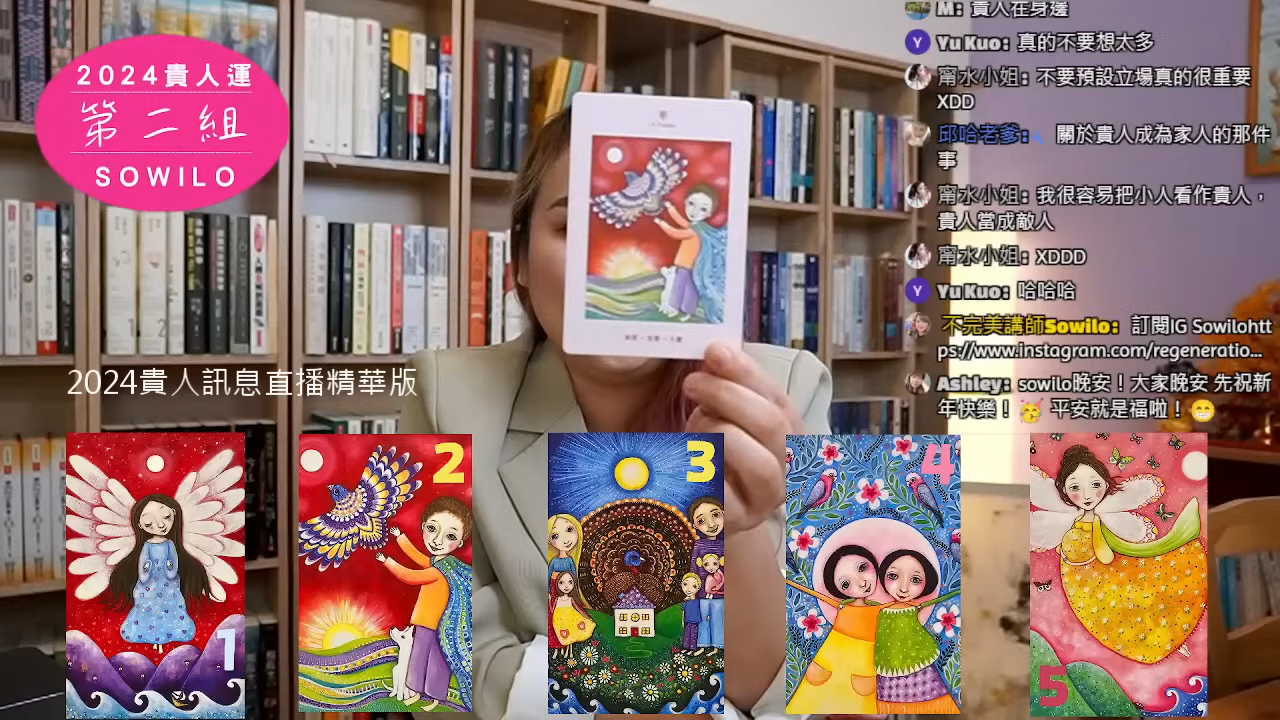 2024貴人運
第二組
SOWILO
2024貴人訊息直播精華版
1
2
3
4
5
M: 貴人在身邊
Yu Kuo: 真的不要想太多
甯水小姐: 不要預設立場真的很重要
XDD
邱哈老爹: 關於貴人成為家人的那件
事
甯水小姐: 我很容易把小人看作貴人，
貴人當成敵人
甯水小姐: XDDD
Yu Kuo: 哈哈哈
不完美講師Sowilo: 訂閱IG Sowilohtt
ps://www.instagram.com/regeneratio...
Ashley: sowilo晚安！大家晚安 先祝新
年快樂！🥳 平安就是福啦！😁